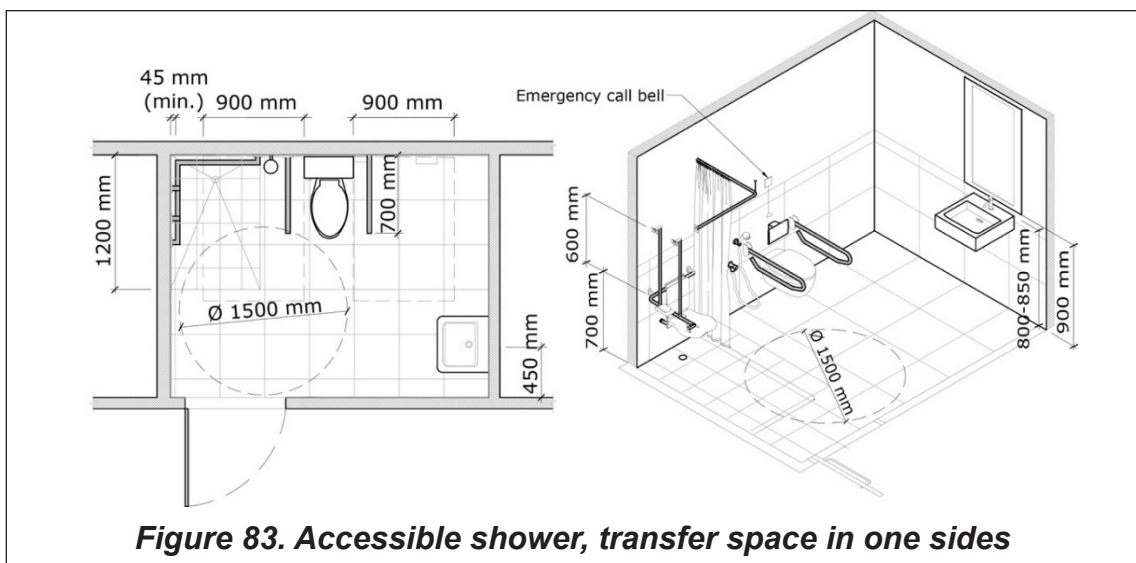 45 mm
(min.)
900 mm
900 mm
1200 mm
700 mm
Ø 1500 mm
450 mm
Emergency call bell
600 mm
700 mm
Ø 1500 mm
800-850 mm
900 mm
Figure 83. Accessible shower, transfer space in one sides